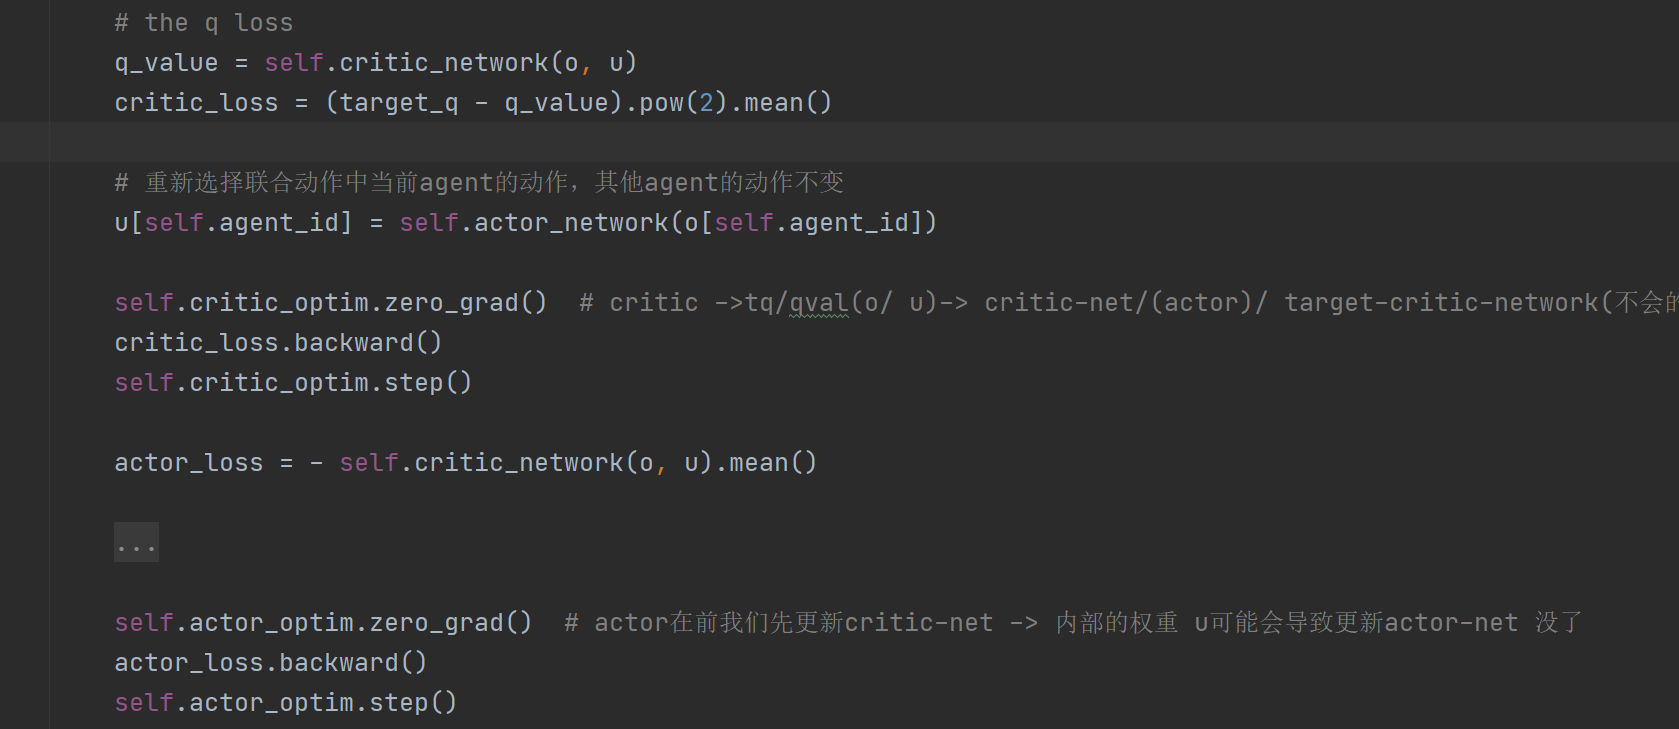 # the q loss
q_value = self.critic_network(o, u)
critic_loss = (target_q - q_value).pow(2).mean()
# 重新选择联合动作中当前agent的动作，其他agent的动作不变
u[self.agent_id] = self.actor_network(o[self.agent_id])
self.critic_optim.zero_grad()  # critic ->tq/qval(o/ u)-> critic-net/(actor)/ target-critic-network(不会的
critic_loss.backward()
self.critic_optim.step()
actor_loss = - self.critic_network(o, u).mean()
...
self.actor_optim.zero_grad()  # actor在前我们先更新critic-net -> 内部的权重 u可能会导致更新actor-net 没了
actor_loss.backward()
self.actor_optim.step()